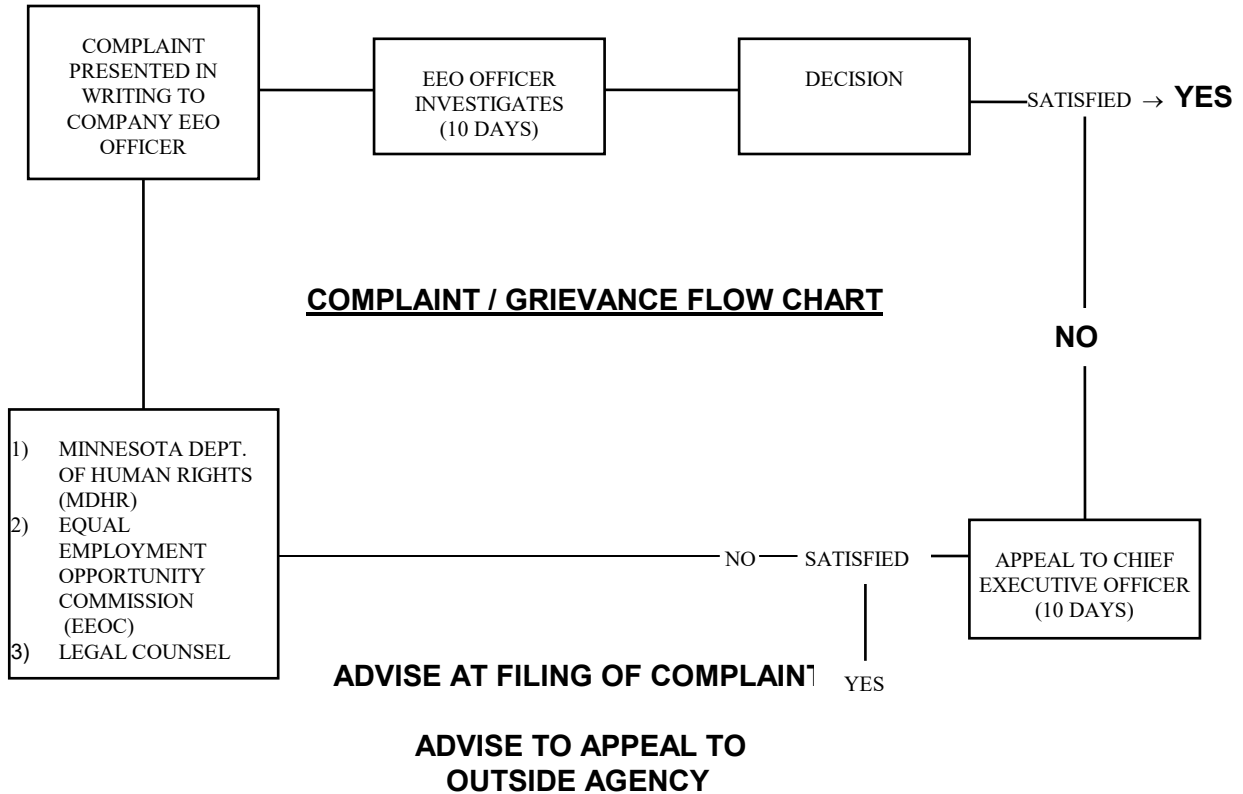 COMPLAINT
PRESENTED IN
WRITING TO
COMPANY EEO
OFFICER
EEO OFFICER
INVESTIGATES
(10 DAYS)
DECISION
SATISFIED → YES
COMPLAINT / GRIEVANCE FLOW CHART
NO
1) MINNESOTA DEPT.
OF HUMAN RIGHTS
(MDHR)
2) EQUAL
EMPLOYMENT
OPPORTUNITY
COMMISSION
(EEOC)
3) LEGAL COUNSEL
NO
SATISFIED
APPEAL TO CHIEF
EXECUTIVE OFFICER
(10 DAYS)
YES
ADVISE AT FILING OF COMPLAINT
ADVISE TO APPEAL TO
OUTSIDE AGENCY